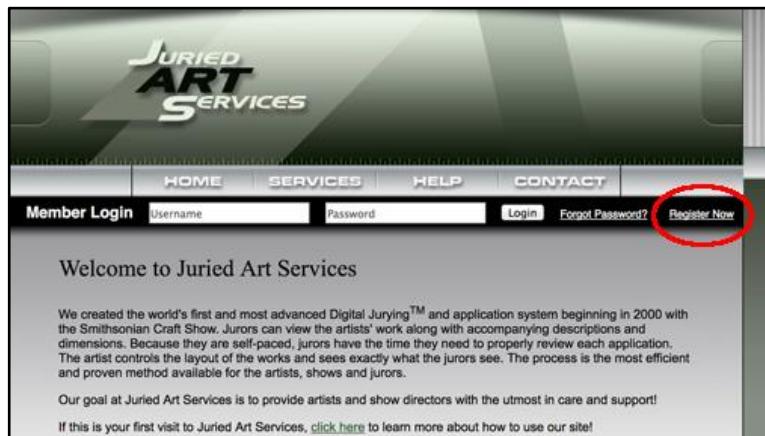 JURIED
ART
SERVICES
HOME SERVICES HELP CONTACT
Member Login Username Password Login Forgot Password? Register Now
Welcome to Juried Art Services
We created the world's first and most advanced Digital Jurying™ and application system beginning in 2000 with
the Smithsonian Craft Show. Jurors can view the artists' work along with accompanying descriptions and
dimensions. Because they are self-paced, jurors have the time they need to properly review each application.
The artist controls the layout of the works and sees exactly what the jurors see. The process is the most efficient
and proven method available for the artists, shows and jurors.
Our goal at Juried Art Services is to provide artists and show directors with the utmost in care and support!
If this is your first visit to Juried Art Services, click here to learn more about how to use our site!